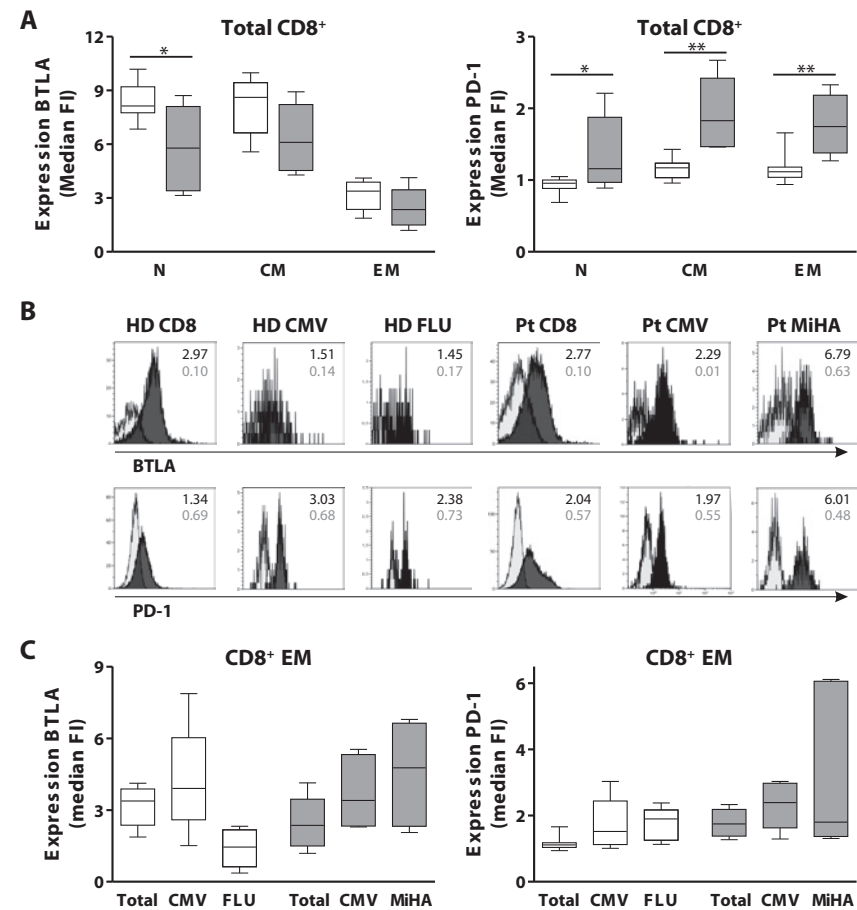 A
Total CD8⁺
Expression BTLA
(Median FI)
12
9
6
3
0
*
N CM EM
Total CD8⁺
Expression PD-1
(Median FI)
3
2
1
0
* ** **
N CM EM
B
HD CD8 HD CMV HD FLU Pt CD8 Pt CMV Pt MiHA
2.97 1.51 1.45 2.77 2.29 6.79
0.10 0.14 0.17 0.10 0.01 0.63
BTLA
1.34 3.03 2.38 2.04 1.97 6.01
0.69 0.68 0.73 0.57 0.55 0.48
PD-1
C
CD8⁺ EM
Expression BTLA
(median FI)
9
6
3
0
Total CMV FLU Total CMV MiHA
CD8⁺ EM
Expression PD-1
(median FI)
6
4
2
0
Total CMV FLU Total CMV MiHA